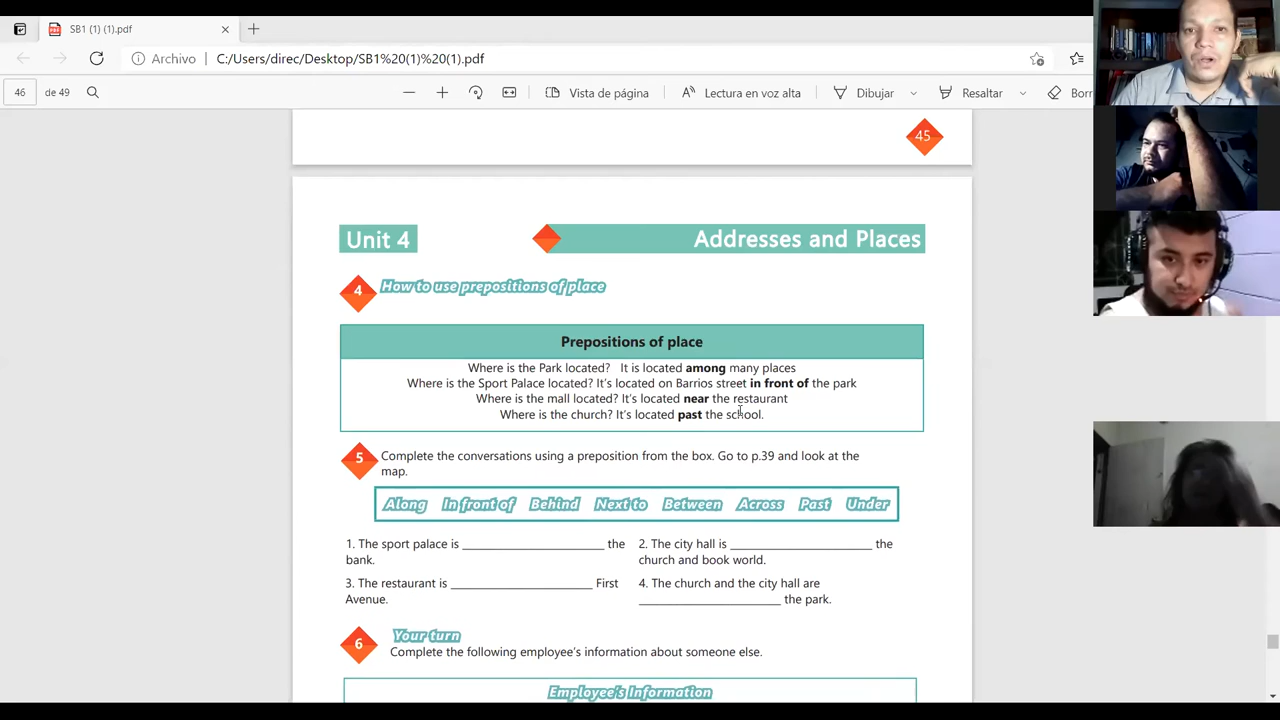 SB1 (1) (1).pdf
Archivo
C:/Users/direc/Desktop/SB1%20(1)%20(1).pdf
46 de 49
Vista de página
Lectura en voz alta
Dibujar
Resaltar
Borr
45
Unit 4
Addresses and Places
4 How to use prepositions of place
Prepositions of place
Where is the Park located? It is located among many places
Where is the Sport Palace located? It's located on Barrios street in front of the park
Where is the mall located? It's located near the restaurant
Where is the church? It's located past the school.
5 Complete the conversations using a preposition from the box. Go to p.39 and look at the
map.
Along In front of Behind Next to Between Across Past Under
1. The sport palace is ______________________ the
bank.
2. The city hall is ______________________ the
church and book world.
3. The restaurant is ______________________ First
Avenue.
4. The church and the city hall are
______________________ the park.
6 Your turn
Complete the following employee's information about someone else.
Employee's Information